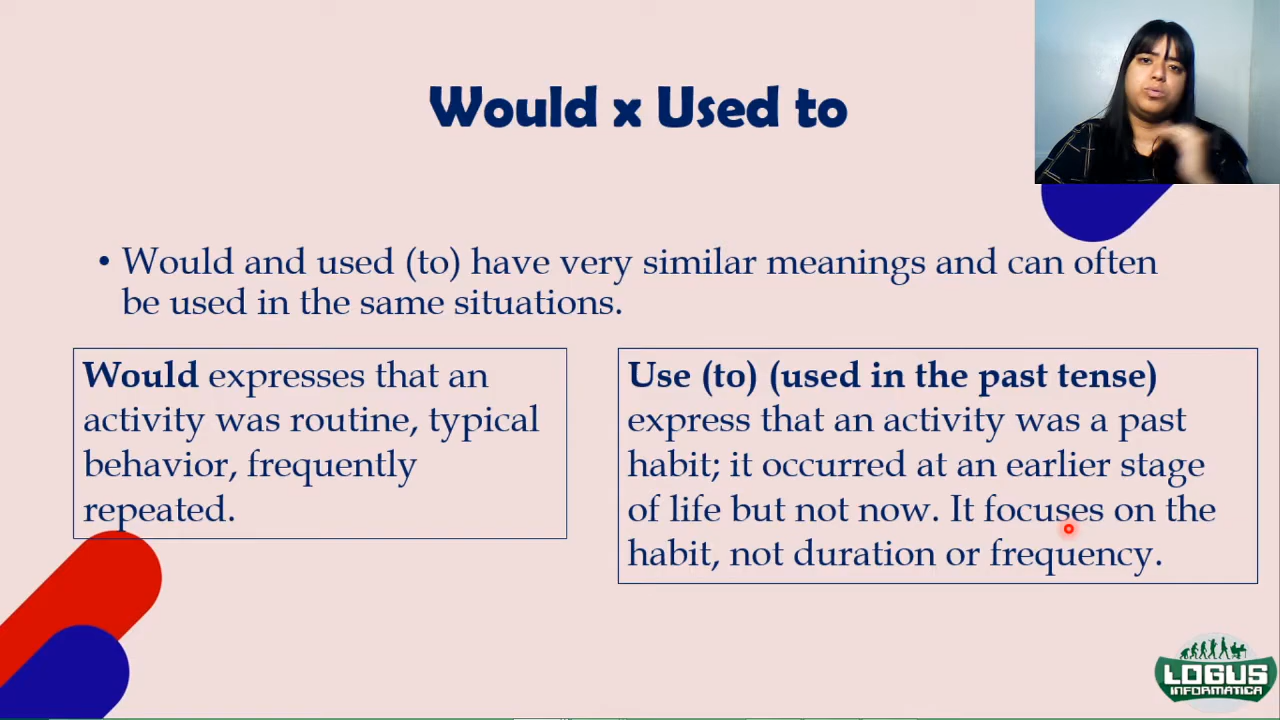 Would x Used to
• Would and used (to) have very similar meanings and can often
be used in the same situations.
Would expresses that an
activity was routine, typical
behavior, frequently
repeated.
Use (to) (used in the past tense)
express that an activity was a past
habit; it occurred at an earlier stage
of life but not now. It focuses on the
habit, not duration or frequency.
LOGUS
INFORMATICA